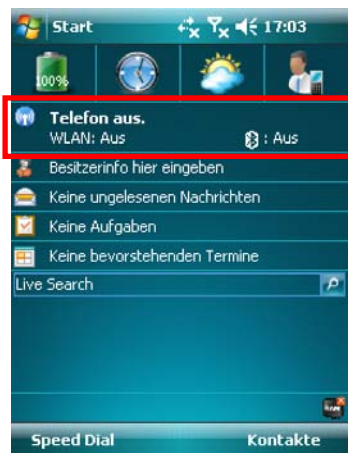 Start 17:03
100%
Telefon aus.
WLAN: Aus : Aus
Besitzerinfo hier eingeben
Keine ungelesenen Nachrichten
Keine Aufgaben
Keine bevorstehenden Termine
Live Search
Speed Dial Kontakte